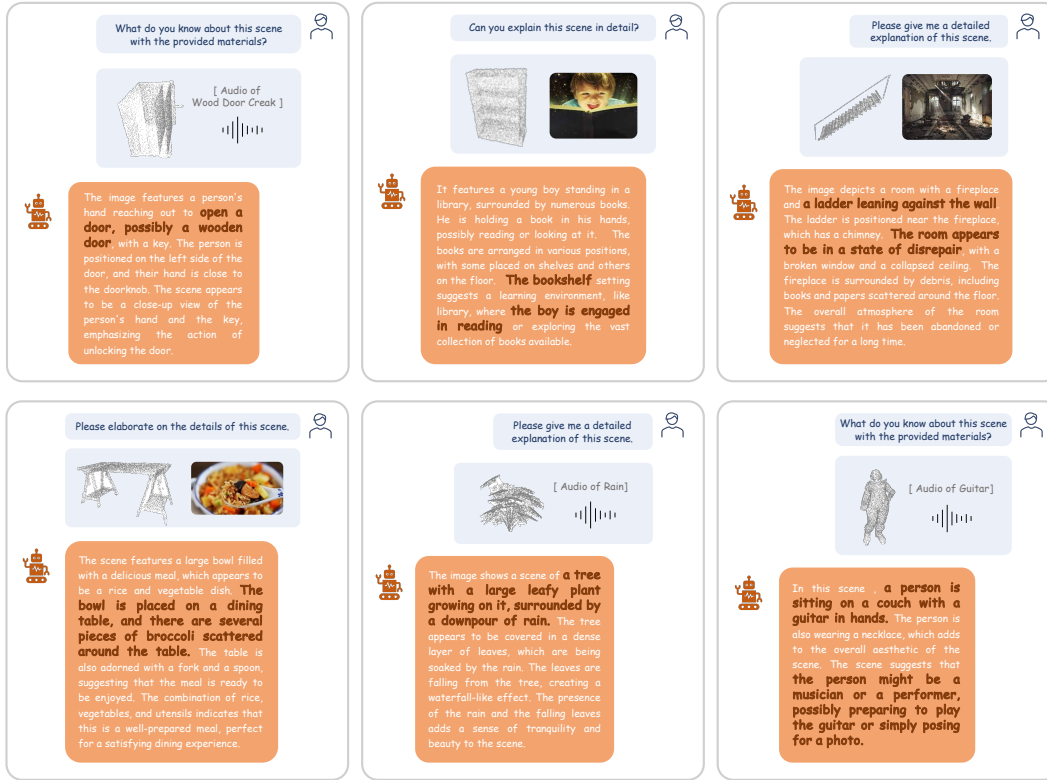 What do you know about this scene
with the provided materials?
[ Audio of
Wood Door Creak ]
The image features a person's
hand reaching out to open a
door, possibly a wooden
door, with a key. The person is
positioned on the left side of the
door, and their hand is close to
the doorknob. The scene appears
to be a close-up view of the
person's hand and the key,
emphasizing the action of
unlocking the door.
Can you explain this scene in detail?
It features a young boy standing in a
library, surrounded by numerous books.
He is holding a book in his hands,
possibly reading or looking at it. The
books are arranged in various positions,
with some placed on shelves and others
on the floor. The bookshelf setting
suggests a learning environment, like
library, where the boy is engaged
in reading or exploring the vast
collection of books available.
Please give me a detailed
explanation of this scene.
The image depicts a room with a fireplace
and a ladder leaning against the wall
The ladder is positioned near the fireplace,
which has a chimney. The room appears
to be in a state of disrepair, with a
broken window and a collapsed ceiling. The
fireplace is surrounded by debris, including
books and papers scattered around the floor.
The overall atmosphere of the room
suggests that it has been abandoned or
neglected for a long time.
Please elaborate on the details of this scene.
The scene features a large bowl filled
with a delicious meal, which appears to
be a rice and vegetable dish. The
bowl is placed on a dining
table, and there are several
pieces of broccoli scattered
around the table. The table is
also adorned with a fork and a spoon,
suggesting that the meal is ready to
be enjoyed. The combination of rice,
vegetables, and utensils indicates that
this is a well-prepared meal, perfect
for a satisfying dining experience.
Please give me a detailed
explanation of this scene.
[ Audio of Rain]
The image shows a scene of a tree
with a large leafy plant
growing on it, surrounded by
a downpour of rain. The tree
appears to be covered in a dense
layer of leaves, which are being
soaked by the rain. The leaves are
falling from the tree, creating a
waterfall-like effect. The presence
of the rain and the falling leaves
adds a sense of tranquility and
beauty to the scene.
What do you know about this scene
with the provided materials?
[ Audio of Guitar]
In this scene , a person is
sitting on a couch with a
guitar in hands. The person is
also wearing a necklace, which adds
to the overall aesthetic of the
scene. The scene suggests that
the person might be a
musician or a performer,
possibly preparing to play
the guitar or simply posing
for a photo.